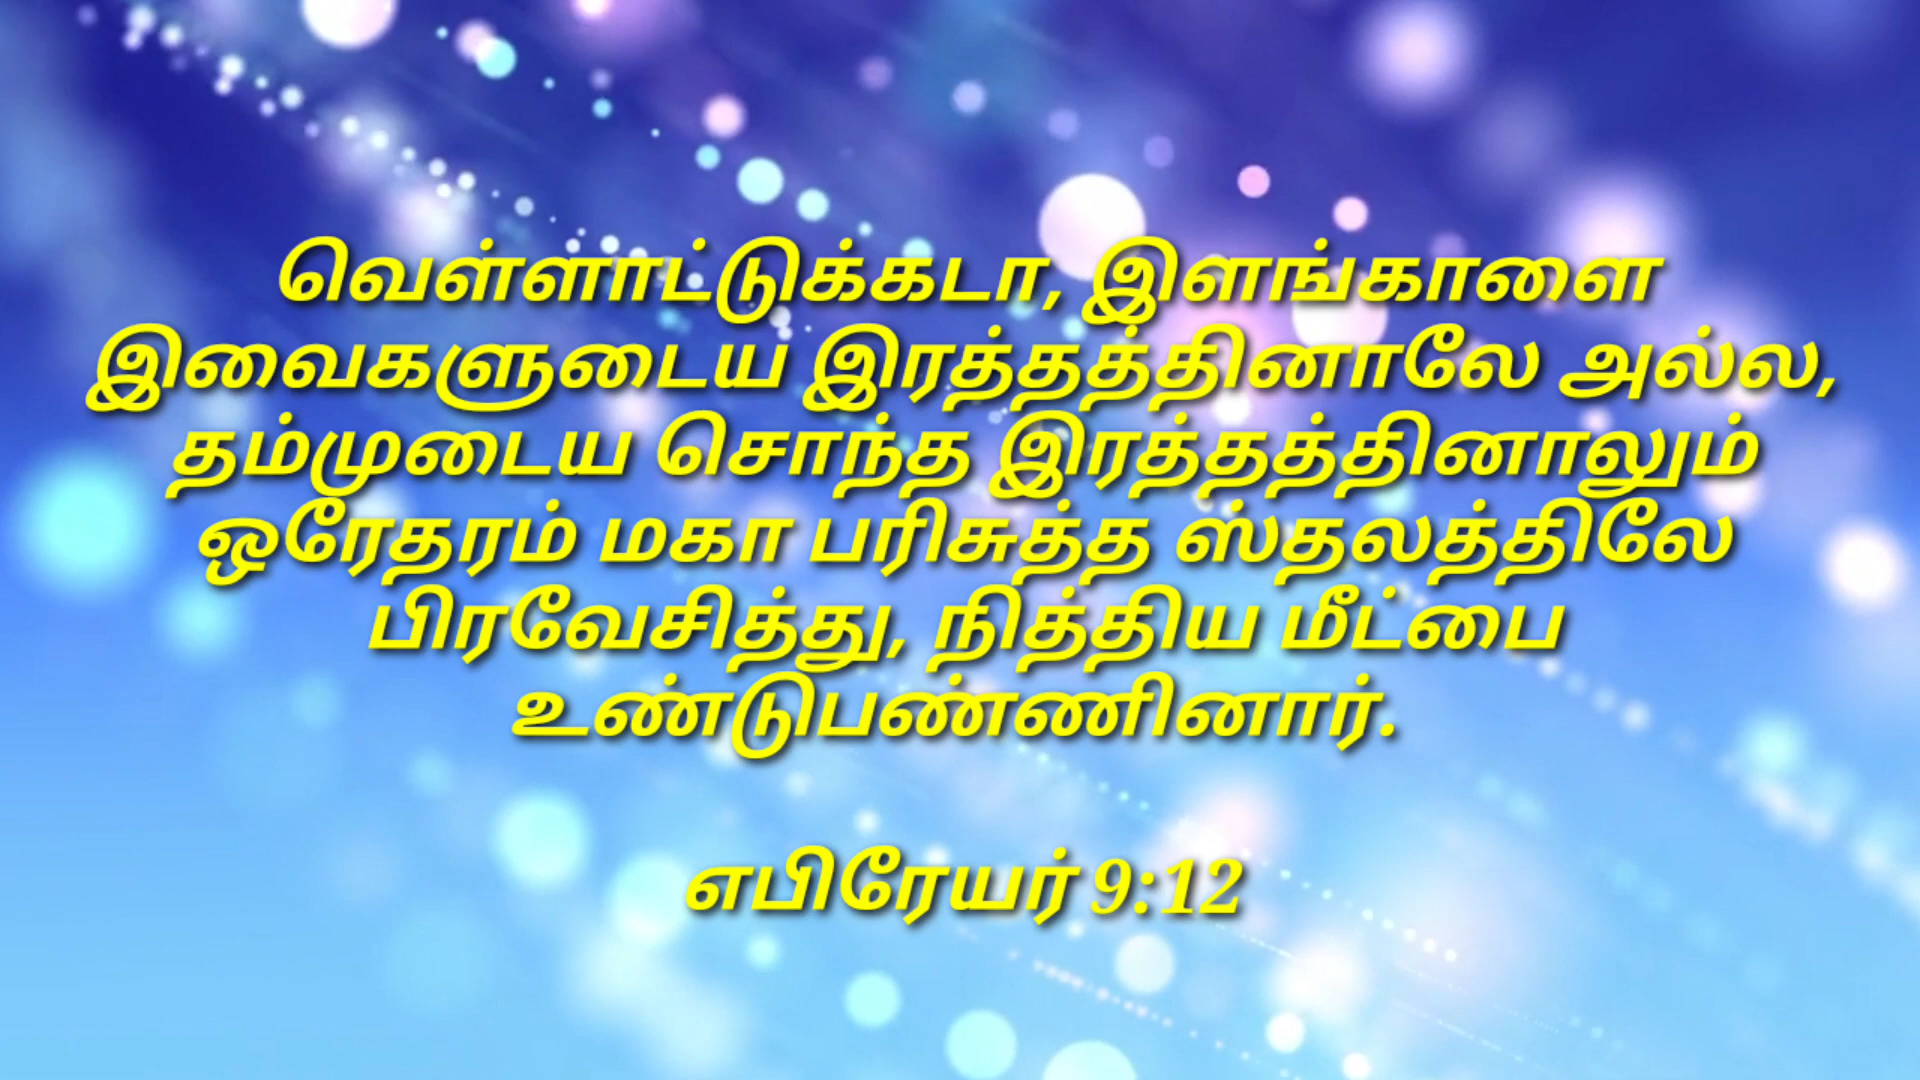 வெள்ளாட்டுக்கடா, இளங்காளை
இவைகளுடைய இரத்தத்தினாலே அல்ல,
தம்முடைய சொந்த இரத்தத்தினாலும்
ஒரேதரம் மகா பரிசுத்த ஸ்தலத்திலே
பிரவேசித்து, நித்திய மீட்பை
உண்டுபண்ணினார்.
எபிரேயர் 9:12